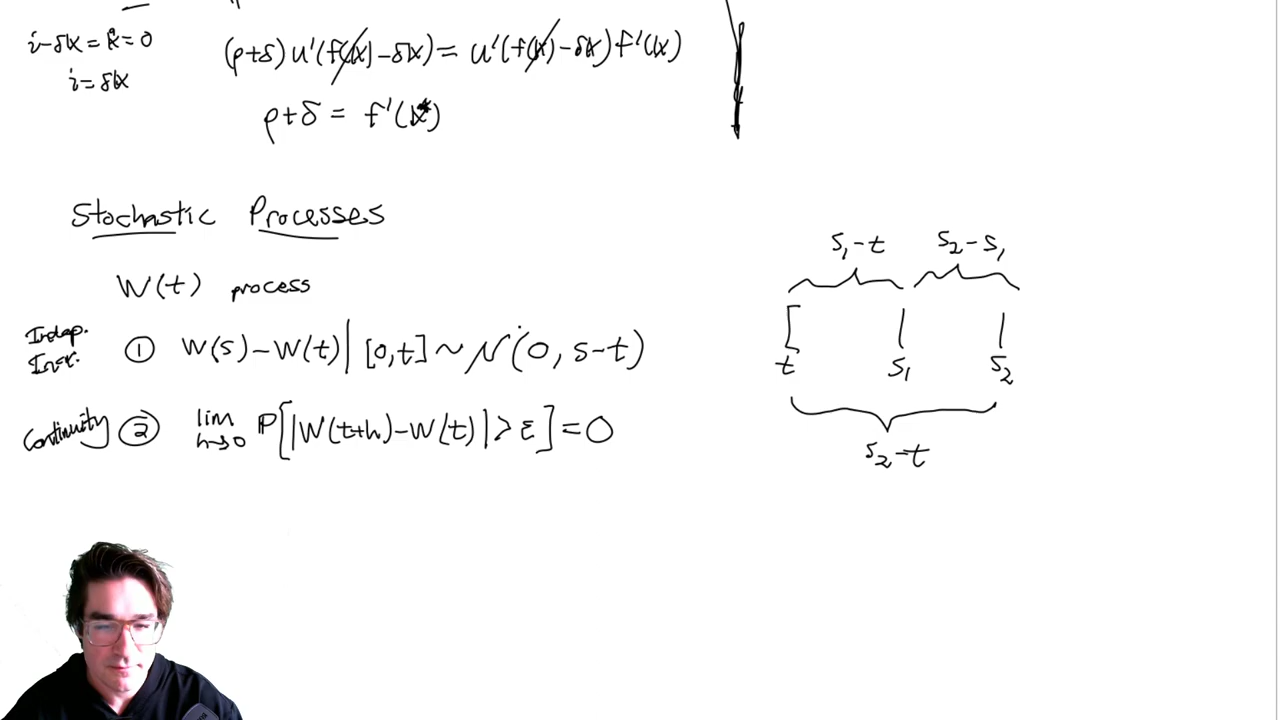 i-δk = k̇ = 0
(ρ+δ) u'(f(k)-δk) = u'(f(k)-δk) f'(k)
i = δk
ρ+δ = f'(k*)
Stochastic Processes
W(t) process
Indep. Incr. ① W(s)-W(t) | [0,t] ~ N(0, s-t)
Continuity ② lim h→0 P[|W(t+h)-W(t)| > ε] = 0
s₁-t s₂-s₁
t s₁ s₂
s₂-t